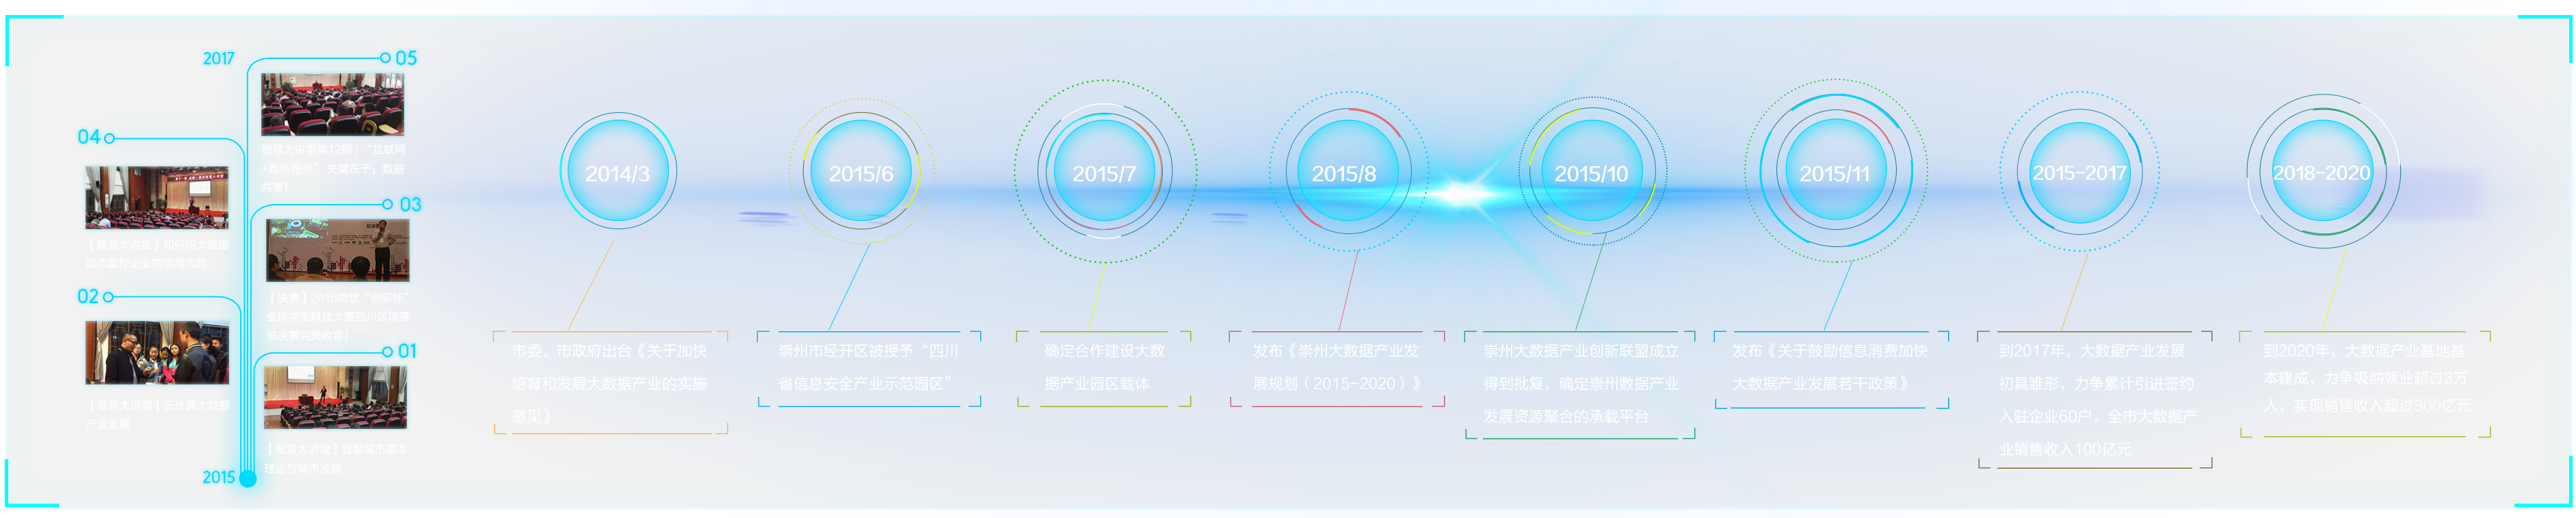 2017
05
智慧大讲堂第12期 | “互联网
+政务服务” 关键在于：数据
共享！
04
【智慧大讲堂】如何用大数据
动态监控企业的信用风险
03
【决赛】2016微软“创新杯”
全球学生科技大赛四川区域赛
总决赛完美收官！
02
【智慧大讲堂】云计算大数据
产业发展
01
【智慧大讲堂】智慧城市基本
理论与城市发展
2015
2014/3
市委、市政府出台《关于加快
培育和发展大数据产业的实施
意见》
2015/6
崇州市经开区被授予“四川
省信息安全产业示范园区”
2015/7
确定合作建设大数
据产业园区载体
2015/8
发布《崇州大数据产业发
展规划（2015-2020）》
2015/10
崇州大数据产业创新联盟成立
得到批复，确定崇州数据产业
发展资源聚合的承载平台
2015/11
发布《关于鼓励信息消费加快
大数据产业发展若干政策》
2015-2017
到2017年，大数据产业发展
初具雏形，力争累计引进签约
入驻企业60户，全市大数据产
业销售收入100亿元
2018-2020
到2020年，大数据产业基地基
本建成，力争吸纳就业超过3万
人，实现销售收入超过300亿元